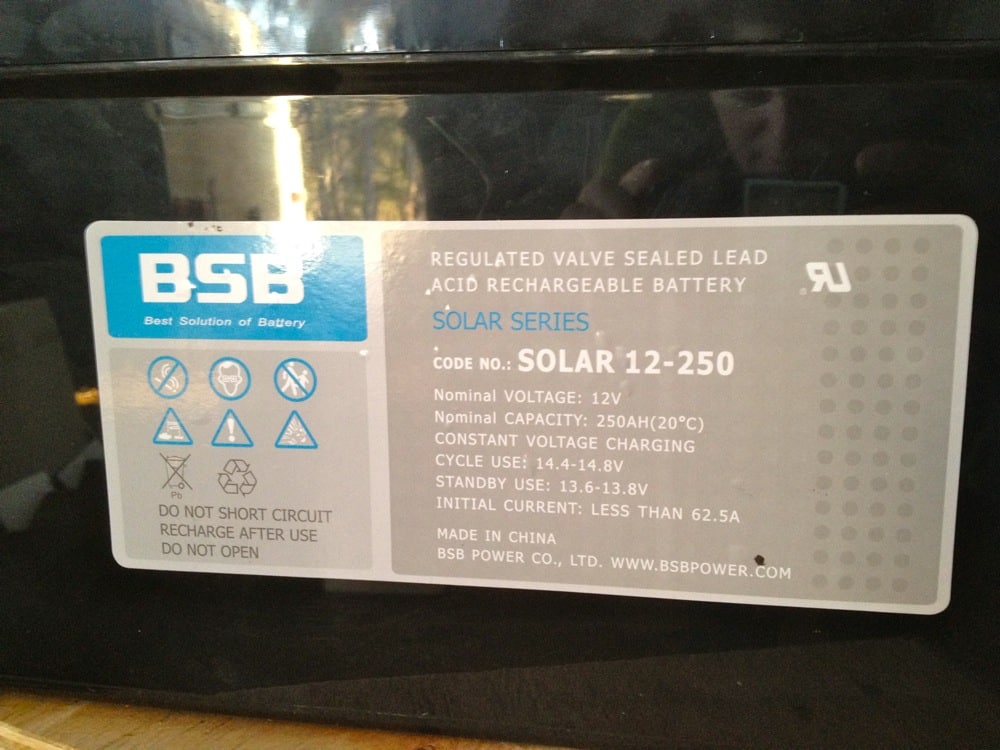 BSB
Best Solution of Battery
Pb
DO NOT SHORT CIRCUIT
RECHARGE AFTER USE
DO NOT OPEN
REGULATED VALVE SEALED LEAD
ACID RECHARGEABLE BATTERY
SOLAR SERIES
CODE NO.: SOLAR 12-250
Nominal VOLTAGE: 12V
Nominal CAPACITY: 250AH(20°C)
CONSTANT VOLTAGE CHARGING
CYCLE USE: 14.4-14.8V
STANDBY USE: 13.6-13.8V
INITIAL CURRENT: LESS THAN 62.5A
MADE IN CHINA
BSB POWER CO., LTD. WWW.BSBPOWER.COM
RU®